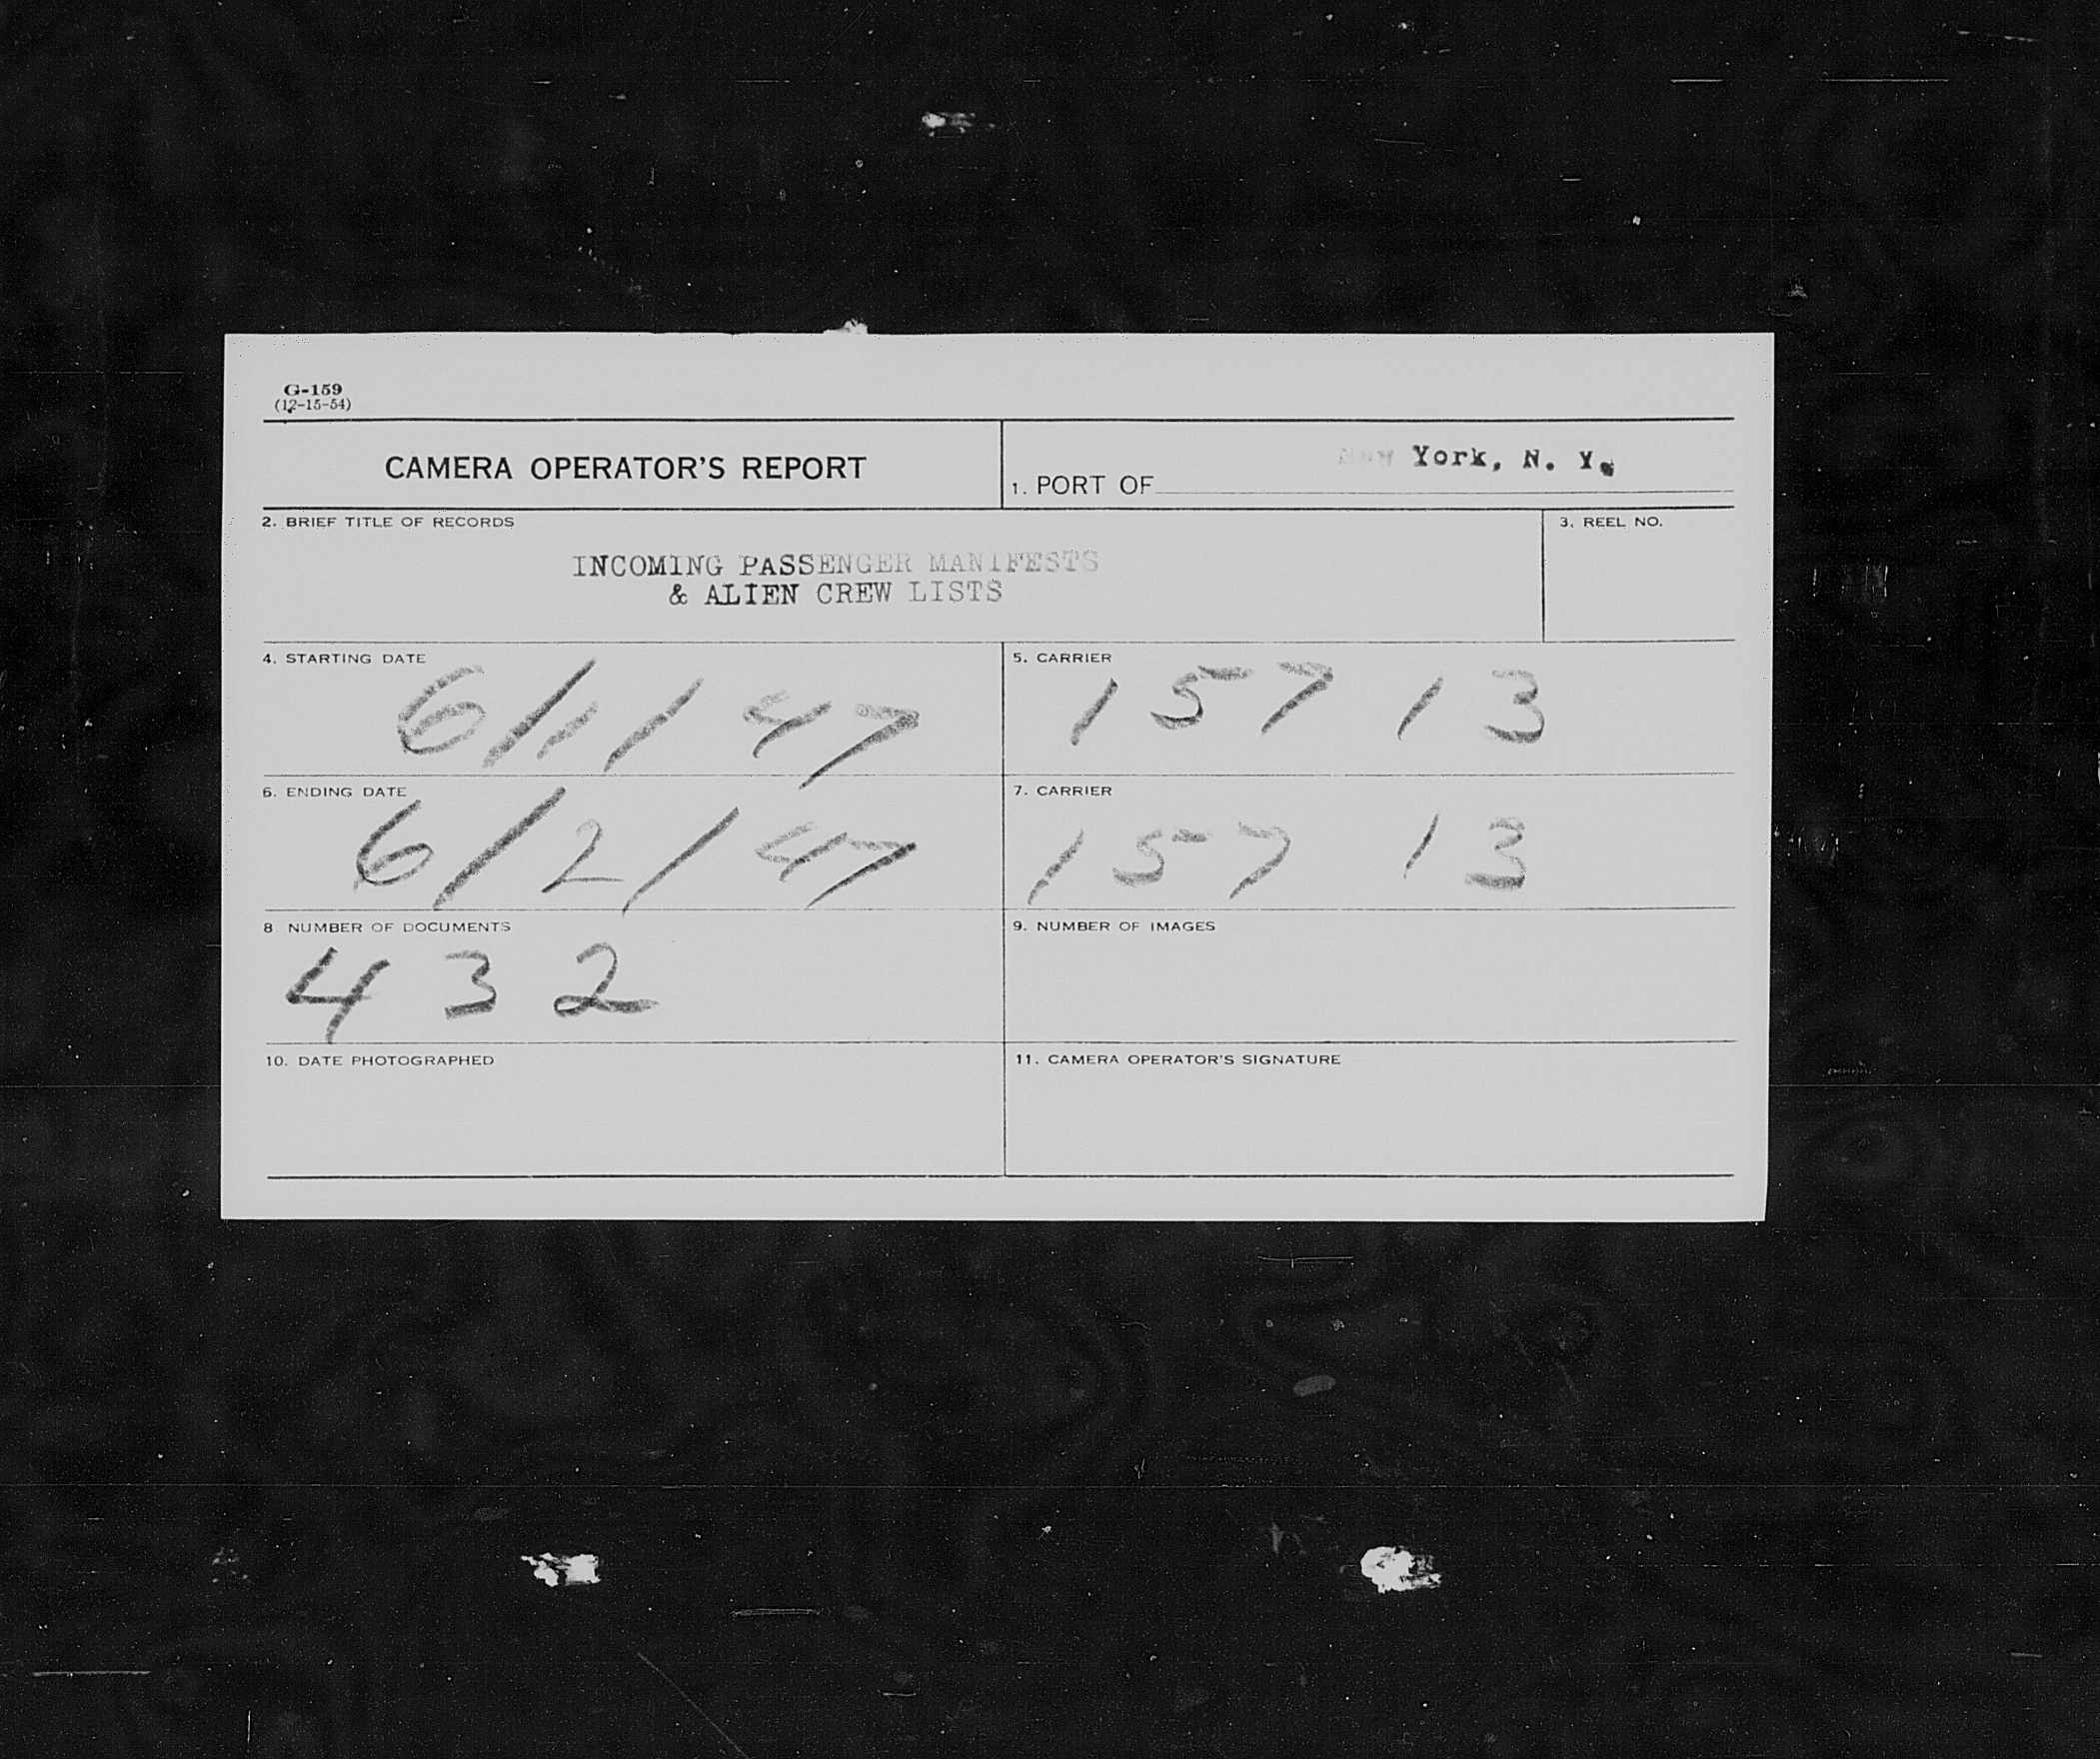 G-159
(12-15-54)
CAMERA OPERATOR'S REPORT
1. PORT OF New York, N. Y.
2. BRIEF TITLE OF RECORDS
3. REEL NO.
INCOMING PASSENGER MANIFESTS
& ALIEN CREW LISTS
4. STARTING DATE
6/1/47
5. CARRIER
157 13
6. ENDING DATE
6/2/47
7. CARRIER
157 13
8. NUMBER OF DOCUMENTS
432
9. NUMBER OF IMAGES
10. DATE PHOTOGRAPHED
11. CAMERA OPERATOR'S SIGNATURE